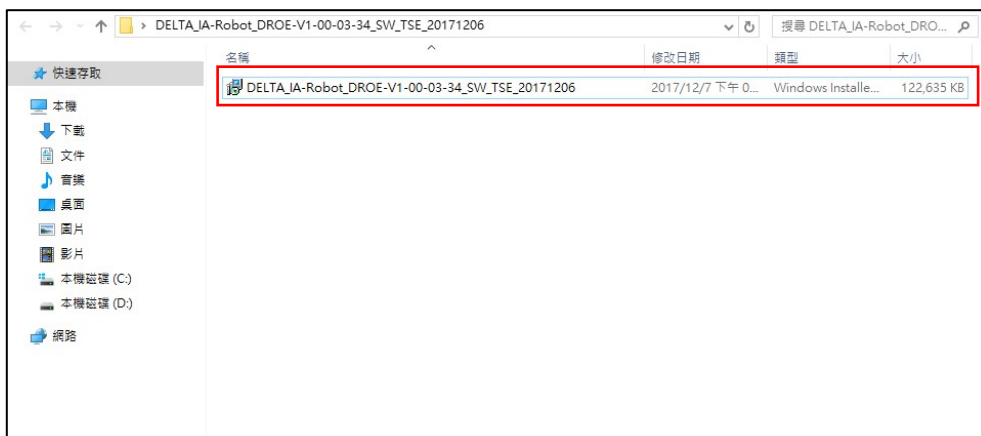 DELTA_IA-Robot_DROE-V1-00-03-34_SW_TSE_20171206
搜尋 DELTA_IA-Robot_DRO...
名稱 修改日期 類型 大小
快速存取
DELTA_IA-Robot_DROE-V1-00-03-34_SW_TSE_20171206 2017/12/7 下午 0... Windows Installe... 122,635 KB
本機
下載
文件
音樂
桌面
圖片
影片
本機磁碟 (C:)
本機磁碟 (D:)
網路